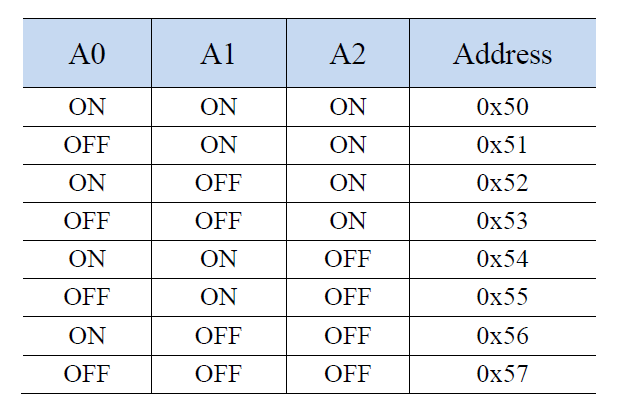 A0 A1 A2 Address
ON ON ON 0x50
OFF ON ON 0x51
ON OFF ON 0x52
OFF OFF ON 0x53
ON ON OFF 0x54
OFF ON OFF 0x55
ON OFF OFF 0x56
OFF OFF OFF 0x57